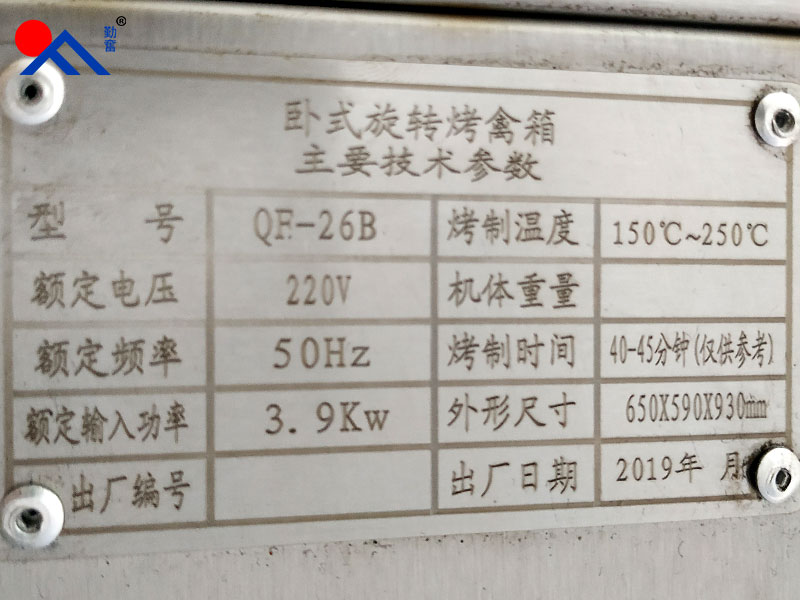 勤奮®
卧式旋转烤禽箱
主要技术参数
型 号 QF-26B 烤制温度 150℃~250℃
额定电压 220V 机体重量
额定频率 50Hz 烤制时间 40-45分钟(仅供参考)
额定输入功率 3.9Kw 外形尺寸 650X590X930mm
出厂编号 出厂日期 2019年 月